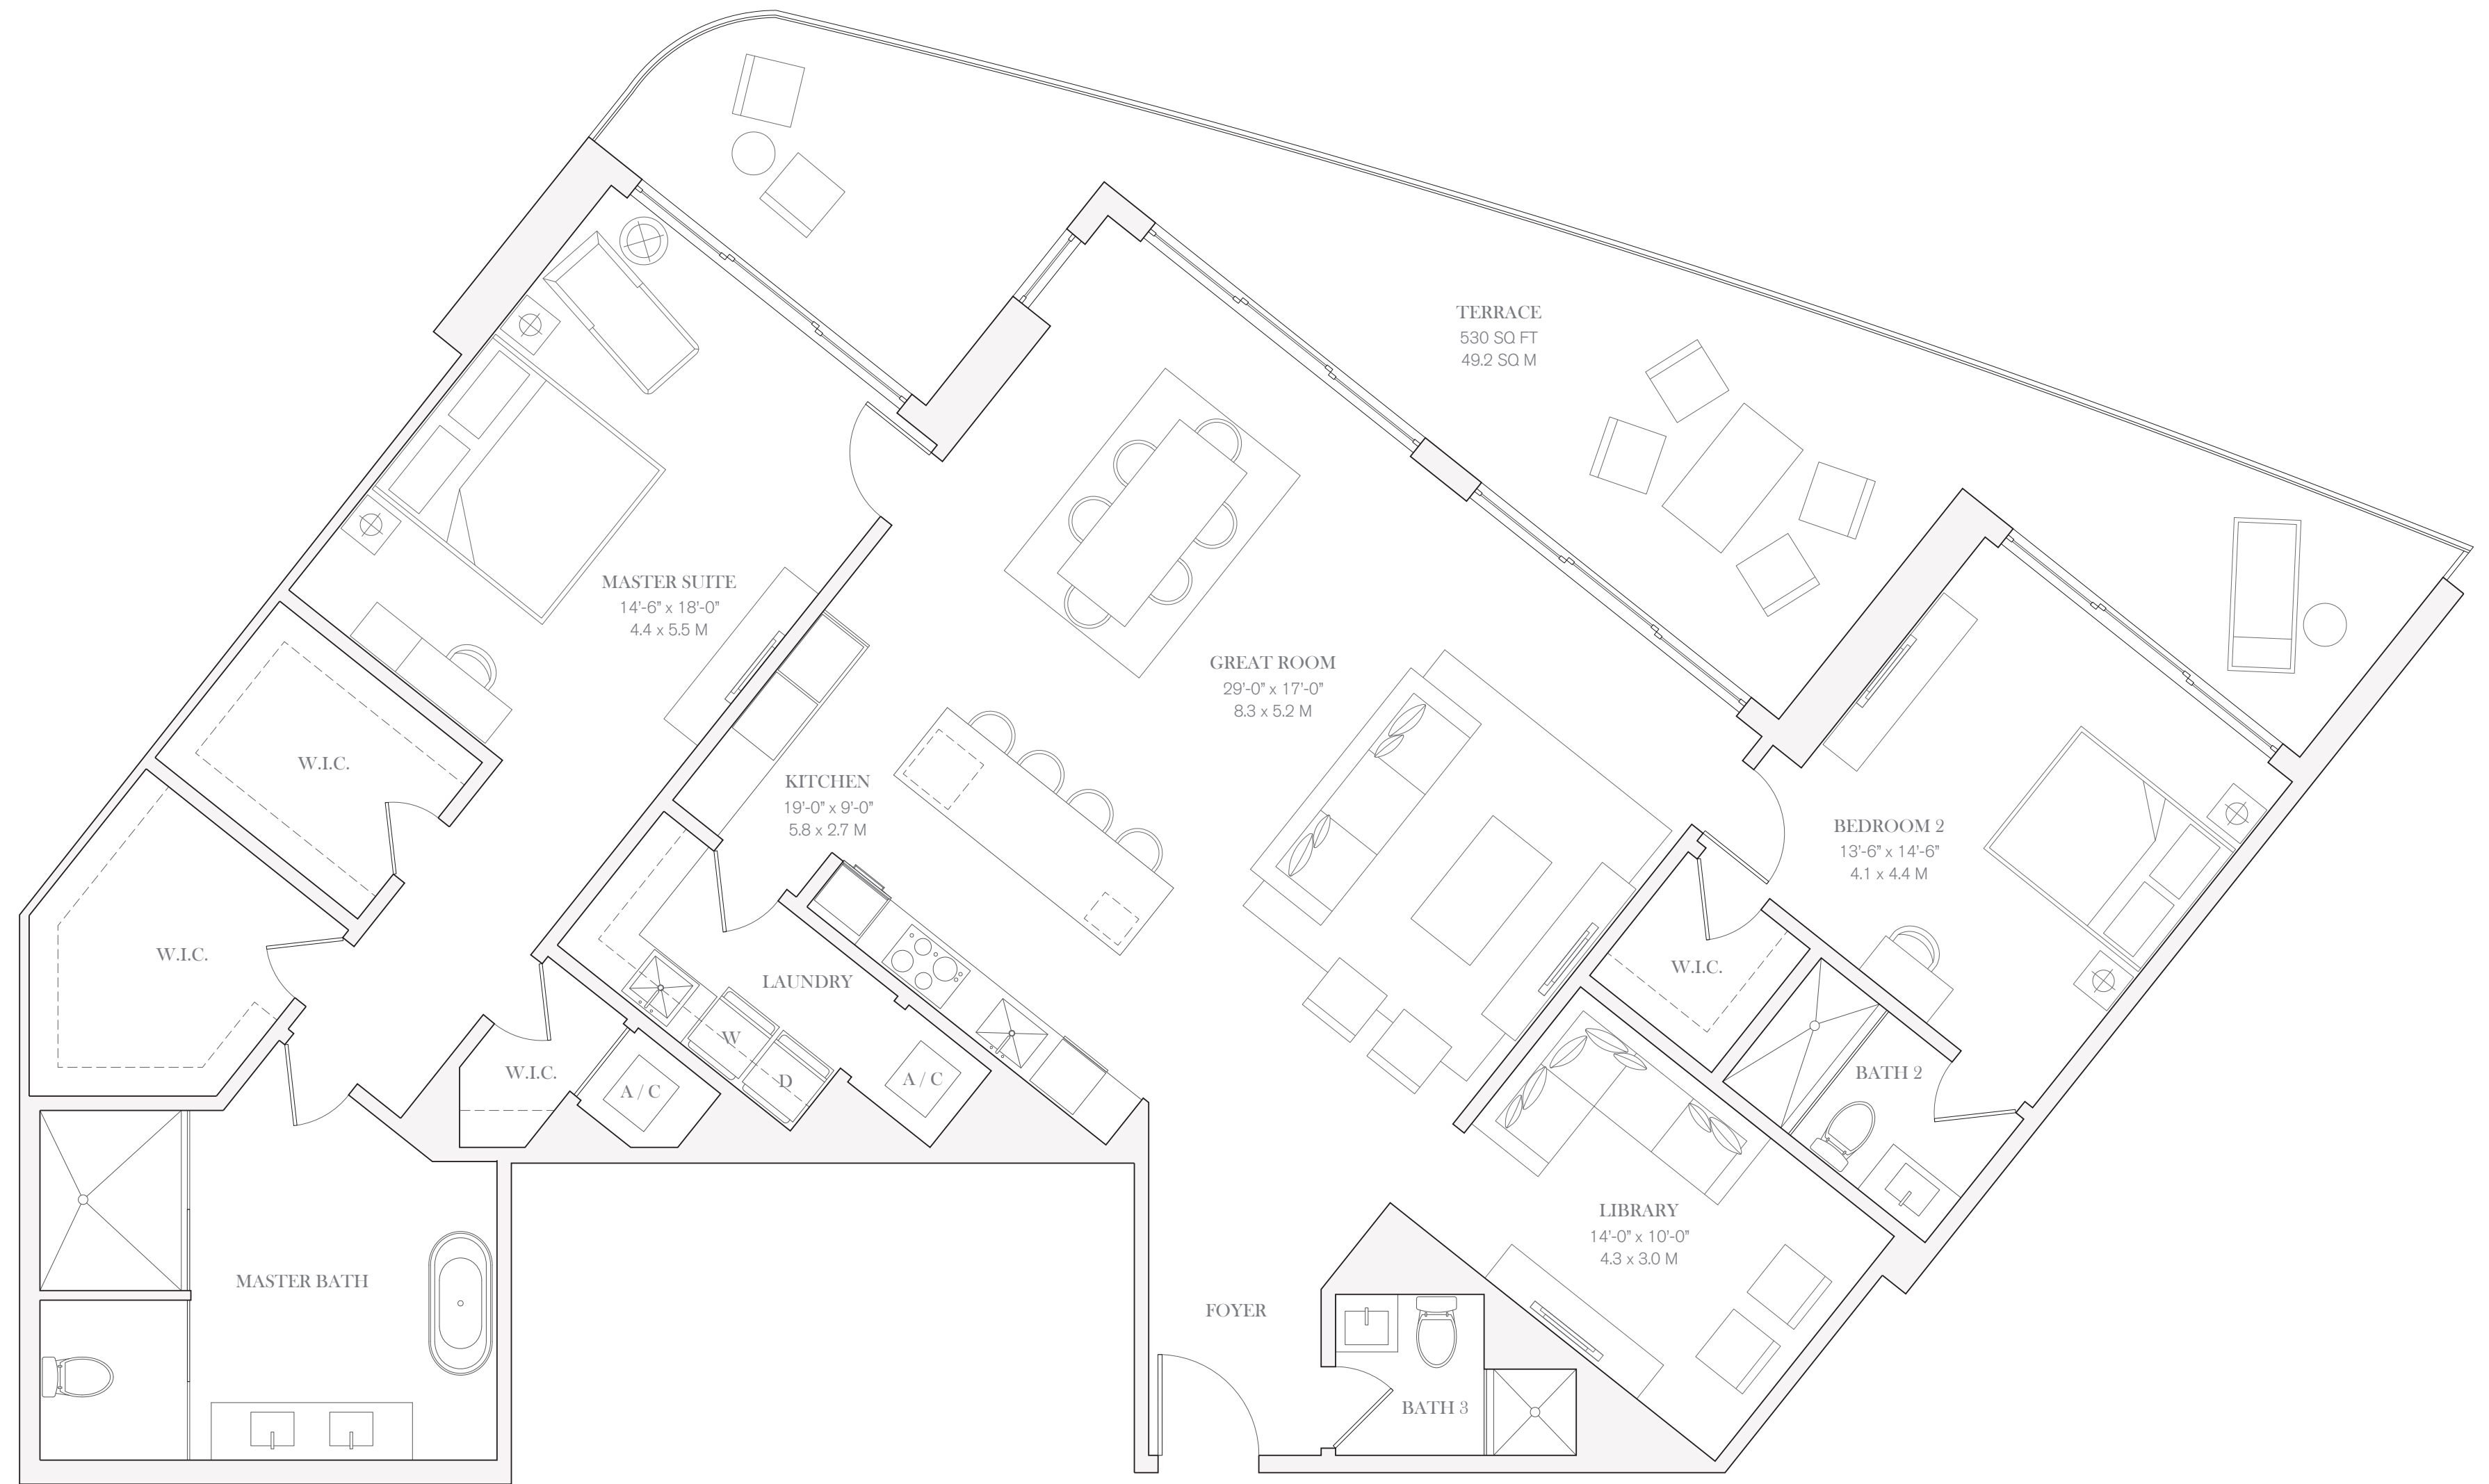 TERRACE
530 SQ FT
49.2 SQ M
MASTER SUITE
14'-6” x 18'-0”
4.4 x 5.5 M
GREAT ROOM
29'-0” x 17'-0”
8.3 x 5.2 M
W.I.C.
KITCHEN
19'-0” x 9'-0”
5.8 x 2.7 M
BEDROOM 2
13'-6” x 14'-6”
4.1 x 4.4 M
W.I.C.
LAUNDRY
W.I.C.
W
D
W.I.C.
A / C
A / C
BATH 2
LIBRARY
14'-0” x 10'-0”
4.3 x 3.0 M
MASTER BATH
FOYER
BATH 3